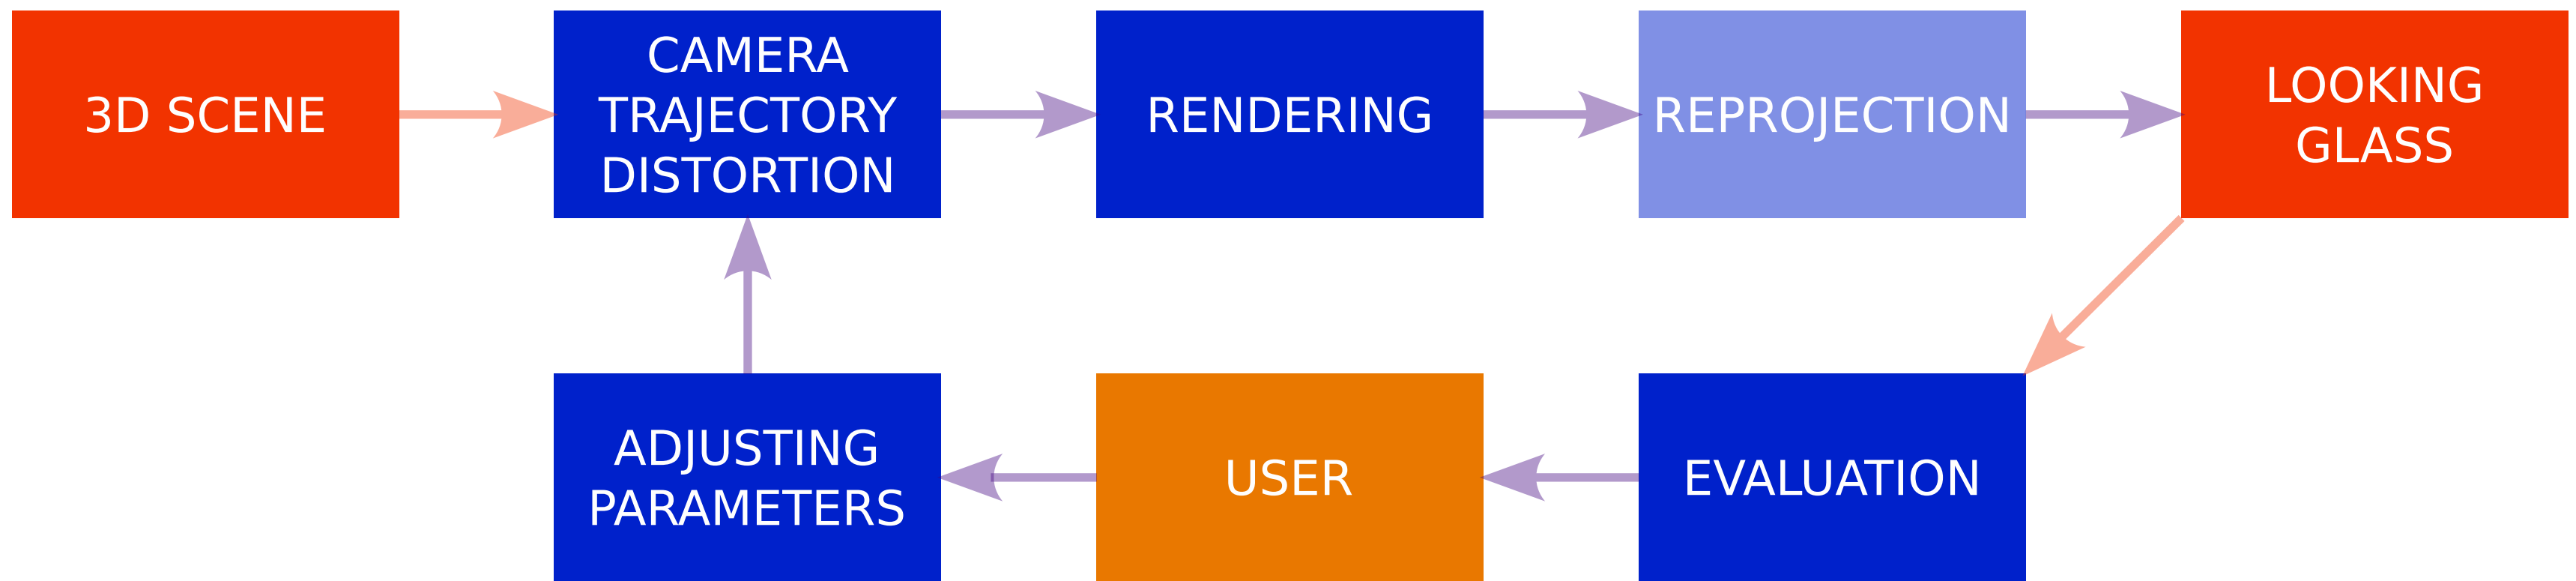 3D SCENE
CAMERA
TRAJECTORY
DISTORTION
RENDERING
REPROJECTION
LOOKING
GLASS
ADJUSTING
PARAMETERS
USER
EVALUATION